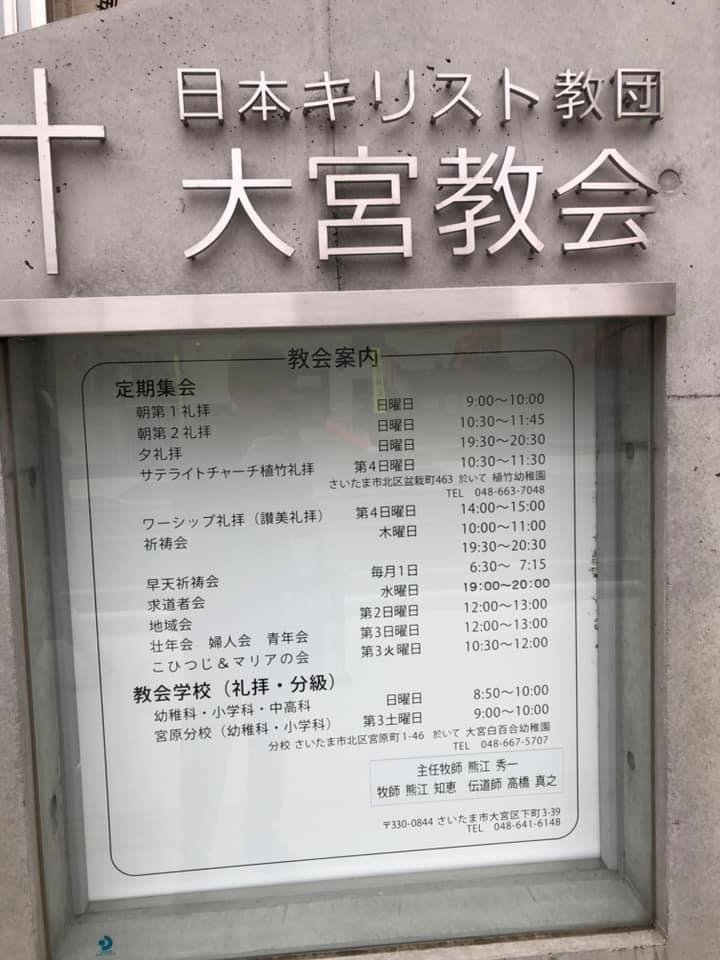 日本キリスト教団
大宮教会
教会案内
定期集会
朝第1礼拝 日曜日 9:00〜10:00
朝第2礼拝 日曜日 10:30〜11:45
夕礼拝 日曜日 19:30〜20:30
サテライトチャーチ植竹礼拝 第4日曜日 10:30〜11:30
さいたま市北区盆栽町463 於いて 植竹幼稚園
TEL 048-663-7048
ワーシップ礼拝（讃美礼拝） 第4日曜日 14:00〜15:00
祈祷会 木曜日 10:00〜11:00
19:30〜20:30
早天祈祷会 毎月1日 6:30〜 7:15
求道者会 水曜日 19:00〜20:00
地域会 第2日曜日 12:00〜13:00
壮年会 婦人会 青年会 第3日曜日 12:00〜13:00
こひつじ＆マリアの会 第3火曜日 10:30〜12:00
教会学校（礼拝・分級）
幼稚科・小学科・中高科 日曜日 8:50〜10:00
宮原分校（幼稚科・小学科） 第3土曜日 9:00〜10:00
分校 さいたま市北区宮原町1-46 於いて 大宮白百合幼稚園
TEL 048-667-5707
主任牧師 熊江 秀一
牧師 熊江 知恵 伝道師 高橋 真之
〒330-0844 さいたま市大宮区下町3-39
TEL 048-641-6148